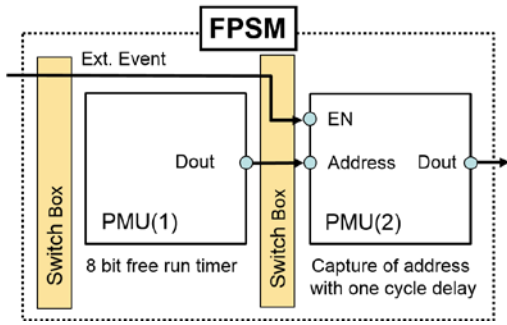 FPSM
Ext. Event
Switch Box
Dout
PMU(1)
8 bit free run timer
Switch Box
EN
Address
Dout
PMU(2)
Capture of address
with one cycle delay